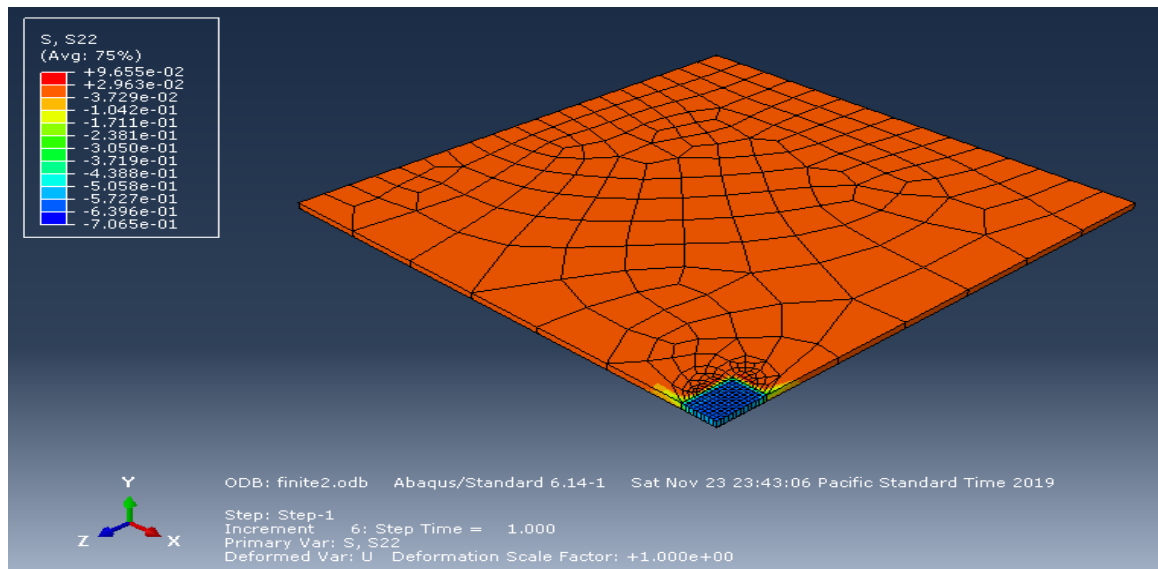 S, S22
(Avg: 75%)
+9.655e-02
+2.963e-02
-3.729e-02
-1.042e-01
-1.711e-01
-2.381e-01
-3.050e-01
-3.719e-01
-4.388e-01
-5.058e-01
-5.727e-01
-6.396e-01
-7.065e-01
Y
Z
X
ODB: finite2.odb Abaqus/Standard 6.14-1 Sat Nov 23 23:43:06 Pacific Standard Time 2019
Step: Step-1
Increment 6: Step Time = 1.000
Primary Var: S, S22
Deformed Var: U Deformation Scale Factor: +1.000e+00